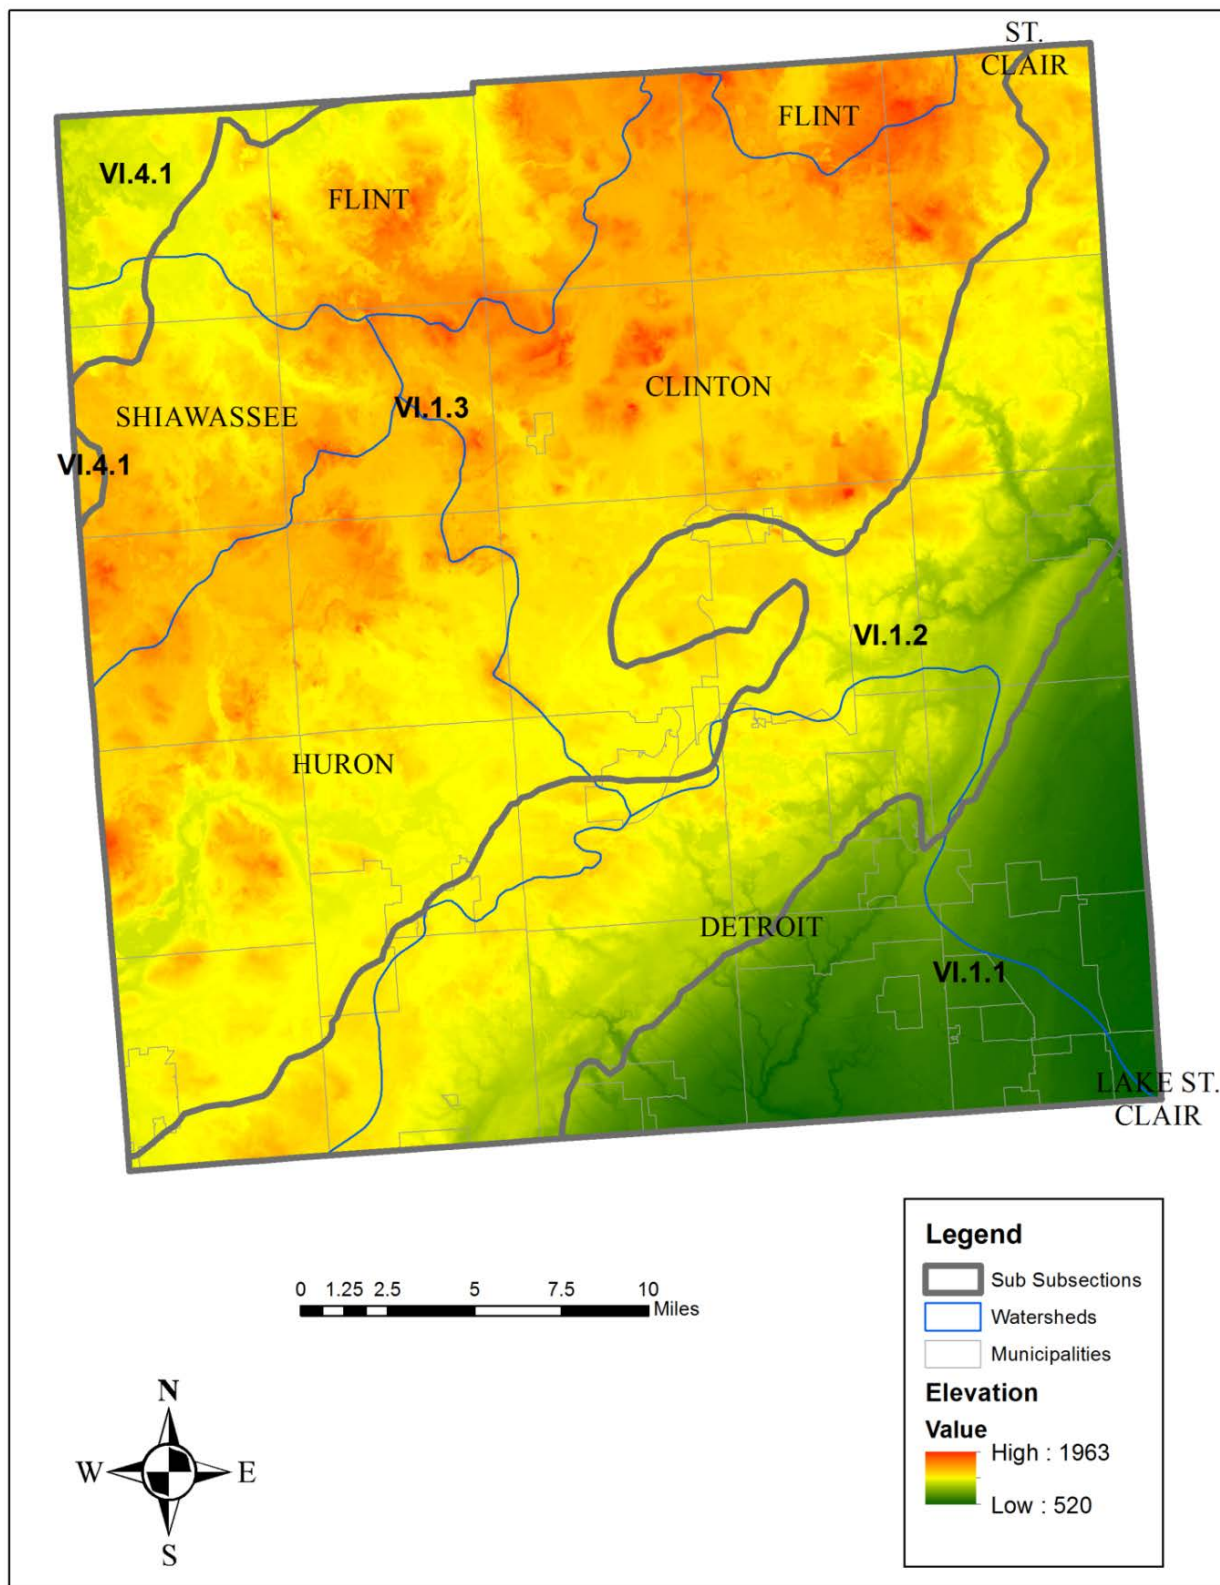 ST.
CLAIR
FLINT
VI.4.1
FLINT
CLINTON
VI.1.3
SHIAWASSEE
VI.4.1
VI.1.2
HURON
DETROIT
VI.1.1
LAKE ST.
CLAIR
Legend
Sub Subsections
Watersheds
Municipalities
Elevation
Value
High : 1963
Low : 520
0 1.25 2.5 5 7.5 10
Miles
N
W E
S